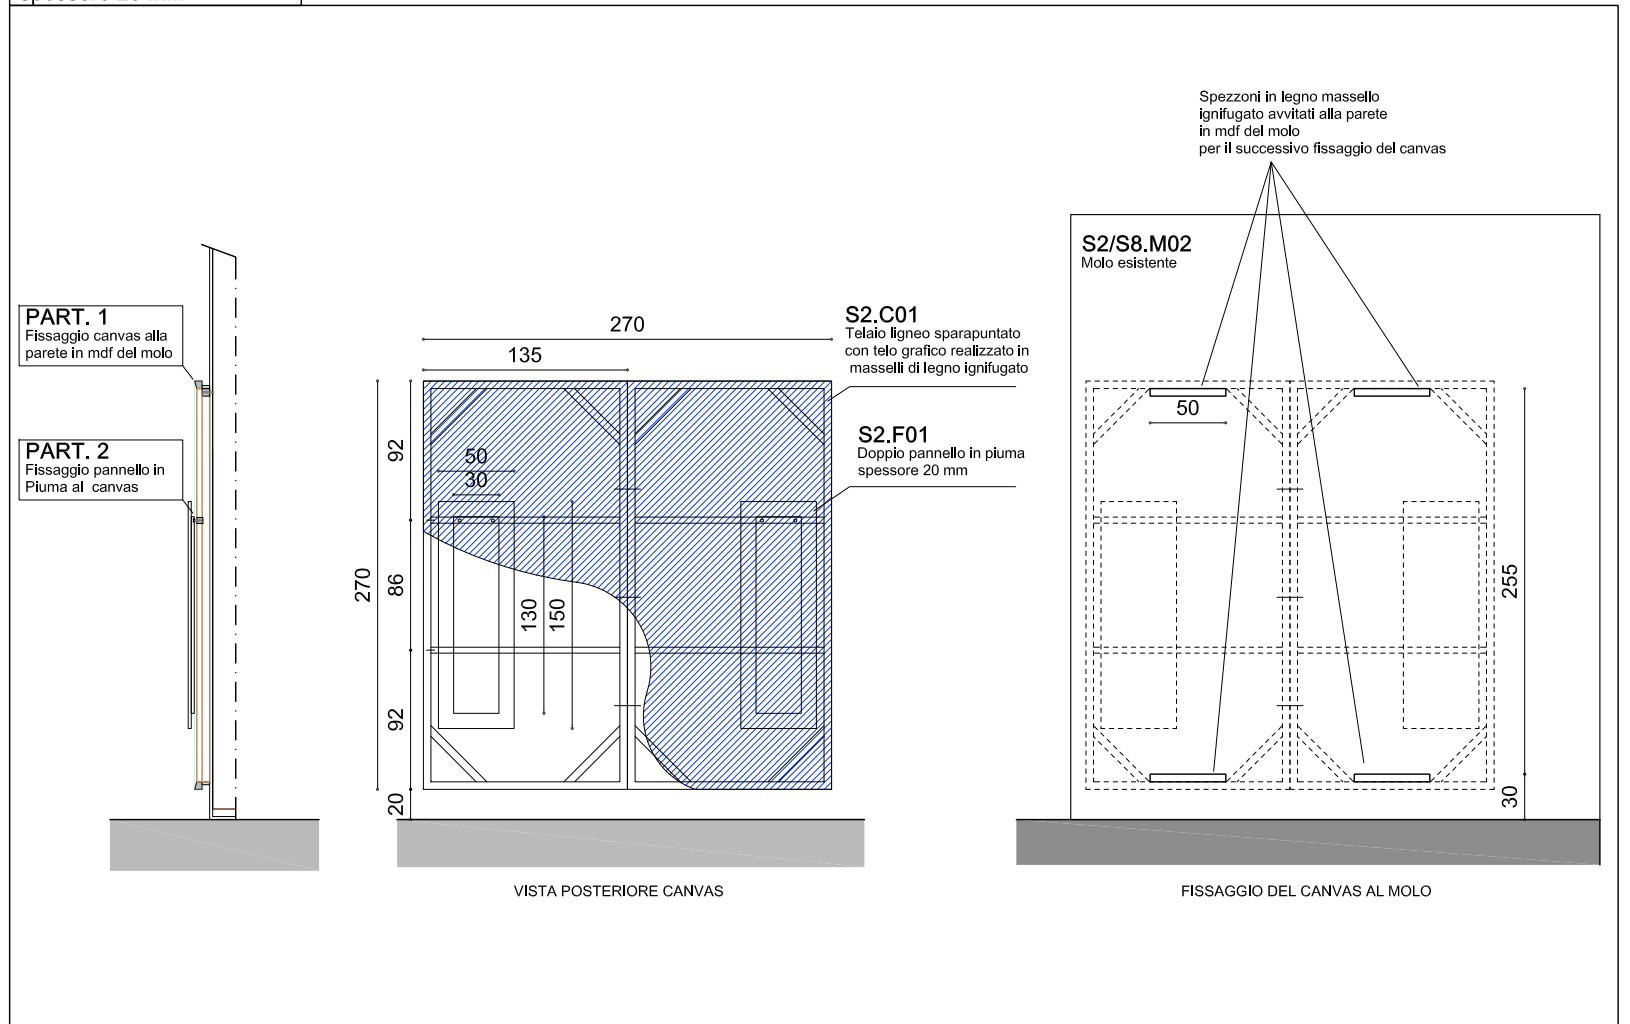 PART. 1
Fissaggio canvas alla
parete in mdf del molo
PART. 2
Fissaggio pannello in
Piuma al canvas
270
135
92
50
30
270
86
130
150
92
20
S2.C01
Telaio ligneo sparapuntato
con telo grafico realizzato in
masselli di legno ignifugato
S2.F01
Doppio pannello in piuma
spessore 20 mm
VISTA POSTERIORE CANVAS
Spezzoni in legno massello
ignifugato avvitati alla parete
in mdf del molo
per il successivo fissaggio del canvas
S2/S8.M02
Molo esistente
50
255
30
FISSAGGIO DEL CANVAS AL MOLO